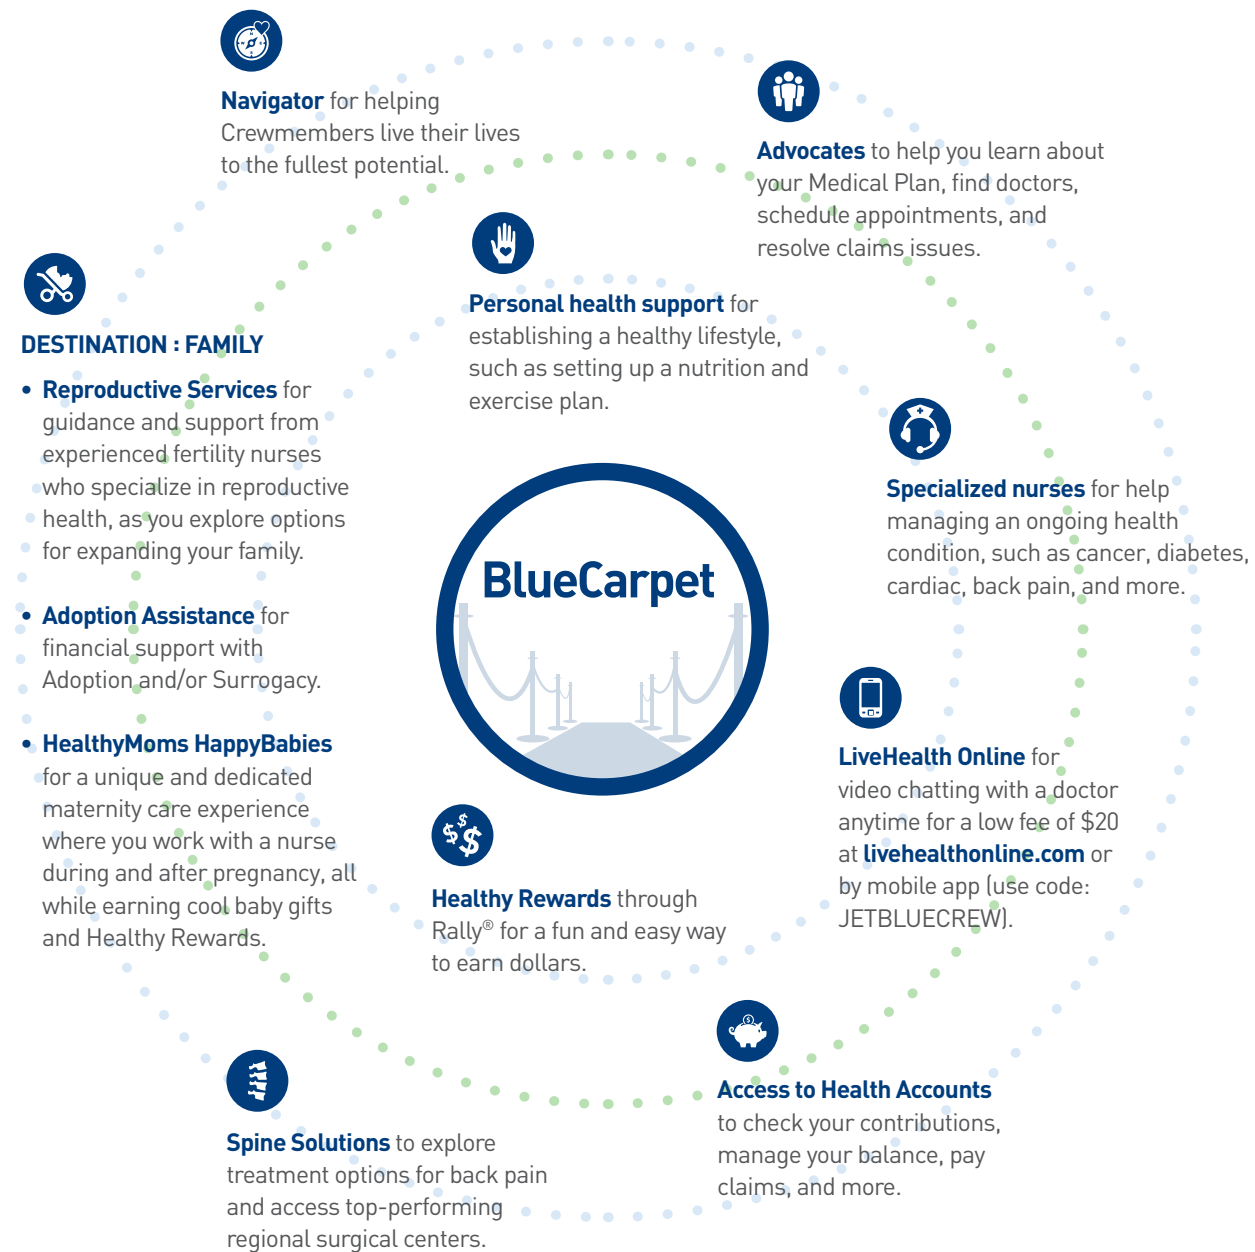 Navigator for helping
Crewmembers live their lives
to the fullest potential.
Advocates to help you learn about
your Medical Plan, find doctors,
schedule appointments, and
resolve claims issues.
Personal health support for
establishing a healthy lifestyle,
such as setting up a nutrition and
exercise plan.
DESTINATION : FAMILY
• Reproductive Services for
guidance and support from
experienced fertility nurses
who specialize in reproductive
health, as you explore options
for expanding your family.
• Adoption Assistance for
financial support with
Adoption and/or Surrogacy.
• HealthyMoms HappyBabies
for a unique and dedicated
maternity care experience
where you work with a nurse
during and after pregnancy, all
while earning cool baby gifts
and Healthy Rewards.
BlueCarpet
Specialized nurses for help
managing an ongoing health
condition, such as cancer, diabetes,
cardiac, back pain, and more.
LiveHealth Online for
video chatting with a doctor
anytime for a low fee of $20
at livehealthonline.com or
by mobile app (use code:
JETBLUECREW).
Healthy Rewards through
Rally® for a fun and easy way
to earn dollars.
Access to Health Accounts
to check your contributions,
manage your balance, pay
claims, and more.
Spine Solutions to explore
treatment options for back pain
and access top-performing
regional surgical centers.